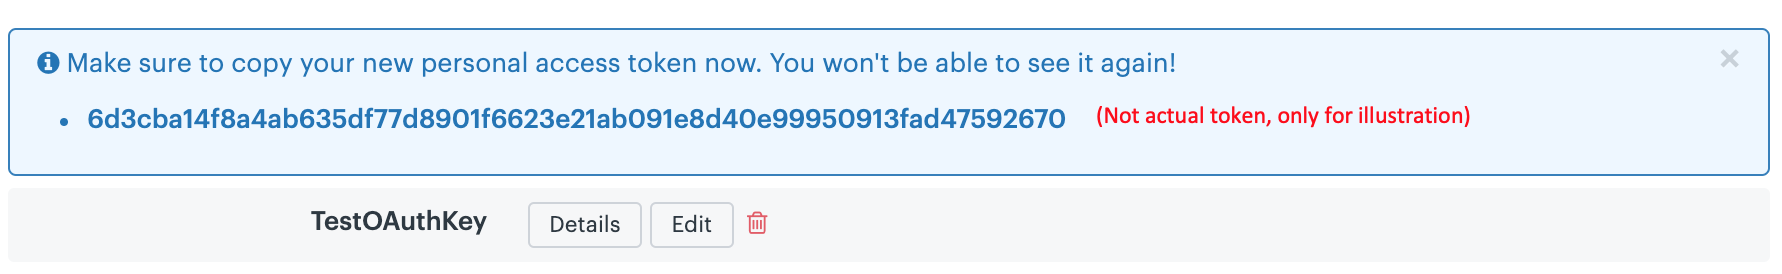 Make sure to copy your new personal access token now. You won't be able to see it again!
• 6d3cba14f8a4ab635df77d8901f6623e21ab091e8d40e99950913fad47592670 (Not actual token, only for illustration)
TestOAuthKey Details Edit